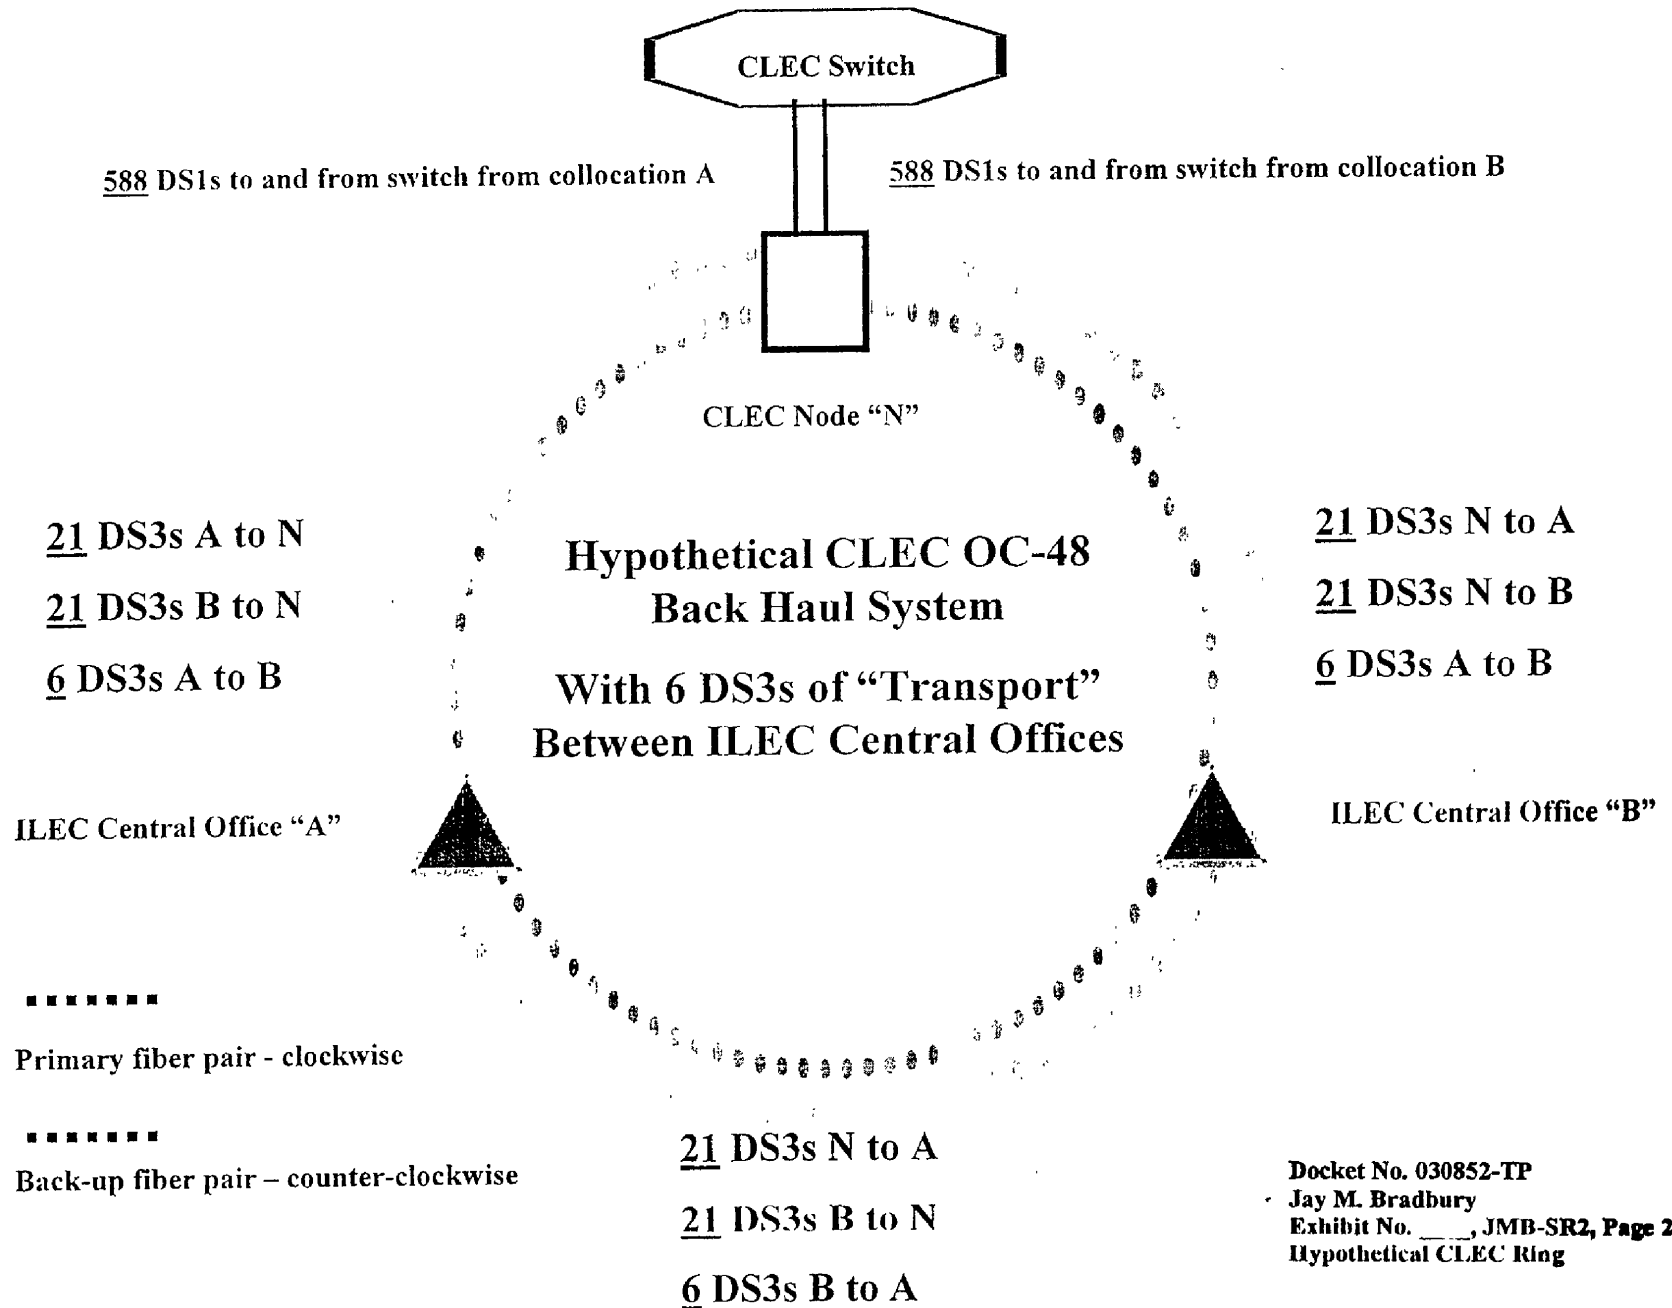 CLEC Switch
588 DS1s to and from switch from collocation A
588 DS1s to and from switch from collocation B
CLEC Node “N”
21 DS3s A to N
21 DS3s B to N
6 DS3s A to B
Hypothetical CLEC OC-48
Back Haul System
With 6 DS3s of “Transport”
Between ILEC Central Offices
21 DS3s N to A
21 DS3s N to B
6 DS3s A to B
ILEC Central Office “A”
ILEC Central Office “B”
Primary fiber pair - clockwise
Back-up fiber pair – counter-clockwise
21 DS3s N to A
21 DS3s B to N
6 DS3s B to A
Docket No. 030852-TP
Jay M. Bradbury
Exhibit No. ____, JMB-SR2, Page 2
Hypothetical CLEC Ring